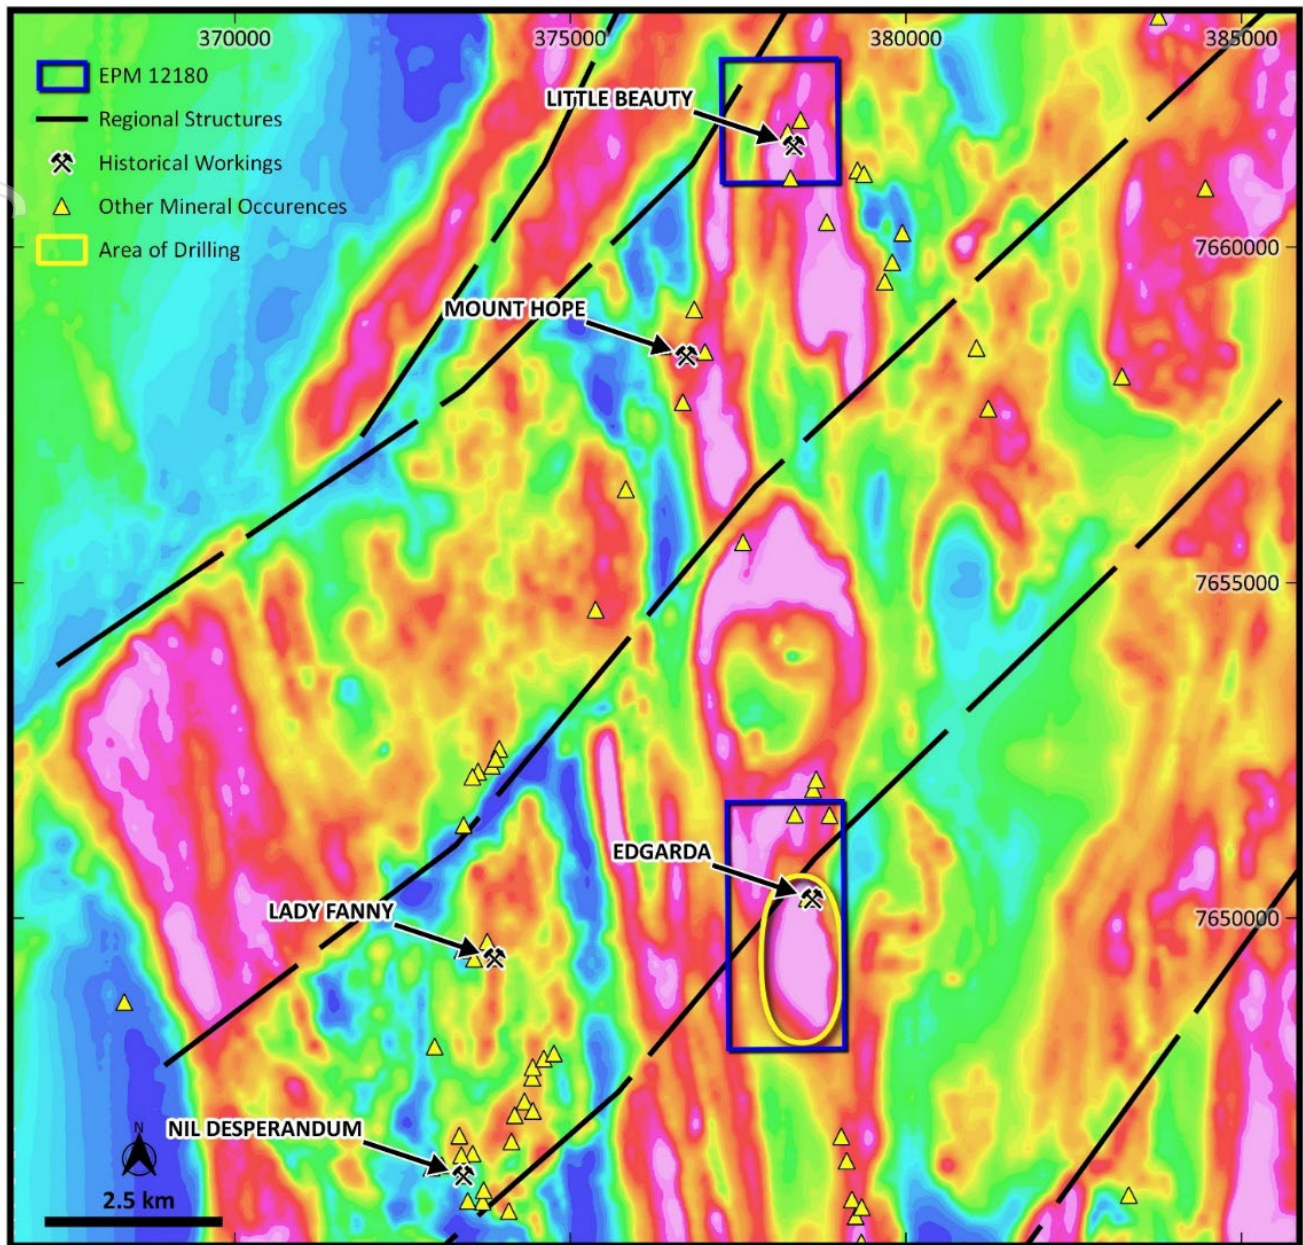 370000
375000
380000
385000
EPM 12180
Regional Structures
Historical Workings
Other Mineral Occurences
Area of Drilling
LITTLE BEAUTY
7660000
MOUNT HOPE
7655000
EDGARDA
LADY FANNY
7650000
NIL DESPERANDUM
N
2.5 km